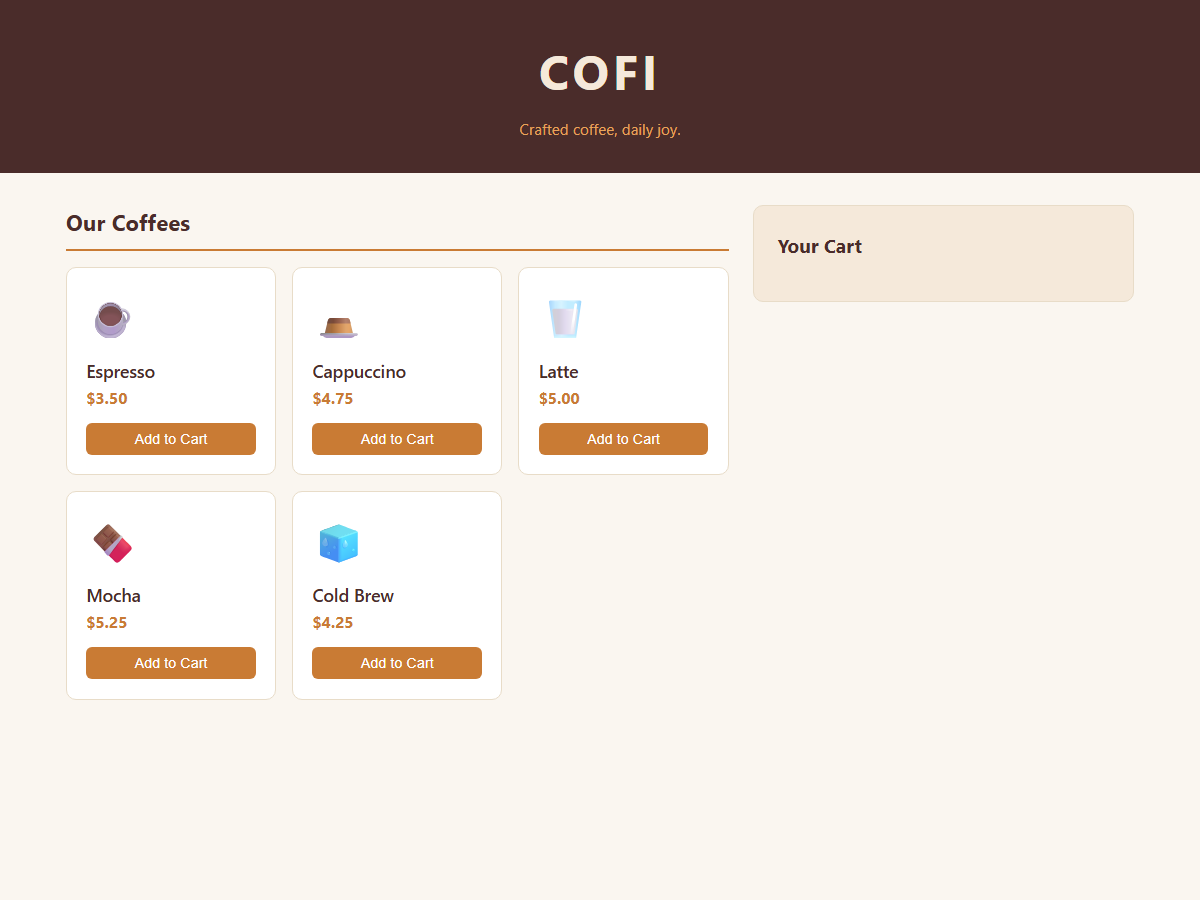 COFI
Crafted coffee, daily joy.
Our Coffees
Espresso
$3.50
Add to Cart
Cappuccino
$4.75
Add to Cart
Latte
$5.00
Add to Cart
Mocha
$5.25
Add to Cart
Cold Brew
$4.25
Add to Cart
Your Cart